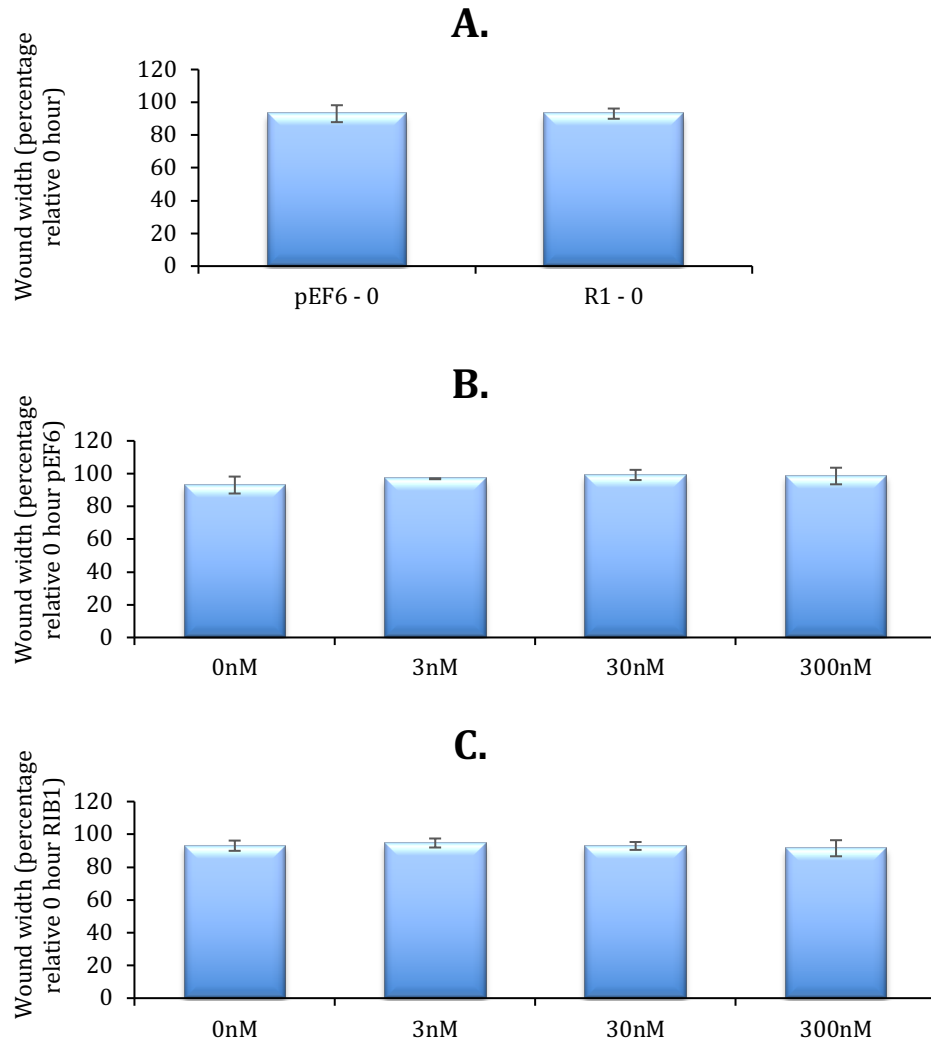 A.
Wound width (percentage
relative 0 hour)
120
100
80
60
40
20
0
pEF6 - 0
R1 - 0
B.
Wound width (percentage
relative 0 hour pEF6)
120
100
80
60
40
20
0
0nM
3nM
30nM
300nM
C.
Wound width (percentage
relative 0 hour RIB1)
120
100
80
60
40
20
0
0nM
3nM
30nM
300nM